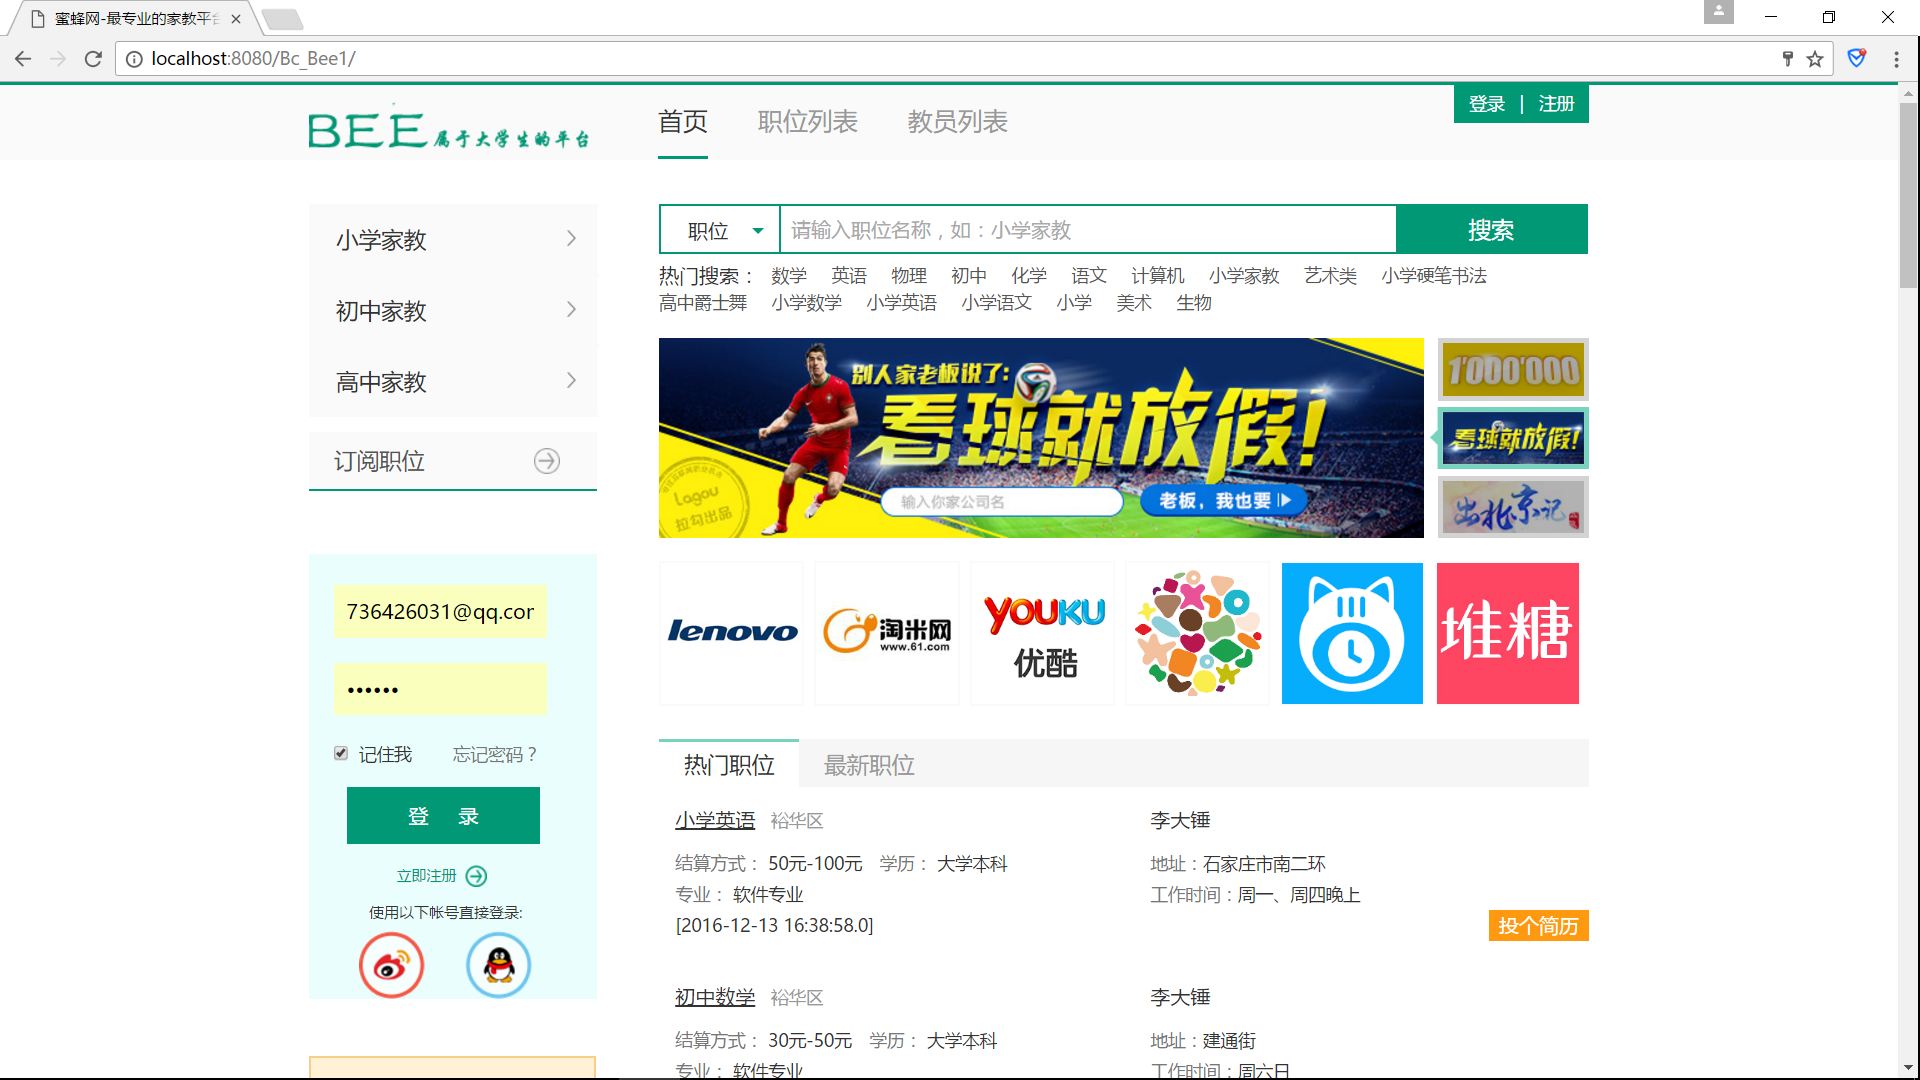 蜜蜂网-最专业的家教平台
localhost:8080/Bc_Bee1/
登录 | 注册
BEE 属于大学生的平台
首页 职位列表 教员列表
小学家教
初中家教
高中家教
订阅职位
736426031@qq.cor
••••••
记住我 忘记密码？
登 录
立即注册
使用以下帐号直接登录:
职位 请输入职位名称，如：小学家教 搜索
热门搜索： 数学 英语 物理 初中 化学 语文 计算机 小学家教 艺术类 小学硬笔书法
高中爵士舞 小学数学 小学英语 小学语文 小学 美术 生物
别人家老板说了:
看球就放假!
输入你家公司名 老板，我也要
Lagou
拉勾出品
1'000'000
看球就放假!
出北京记
lenovo
淘米网
www.61.com
YOUKU
优酷
堆糖
热门职位 最新职位
小学英语 裕华区 李大锤
结算方式： 50元-100元 学历： 大学本科 地址：石家庄市南二环
专业： 软件专业 工作时间：周一、周四晚上
[2016-12-13 16:38:58.0]
投个简历
初中数学 裕华区 李大锤
结算方式： 30元-50元 学历： 大学本科 地址：建通街
专业： 软件专业 工作时间：周六日